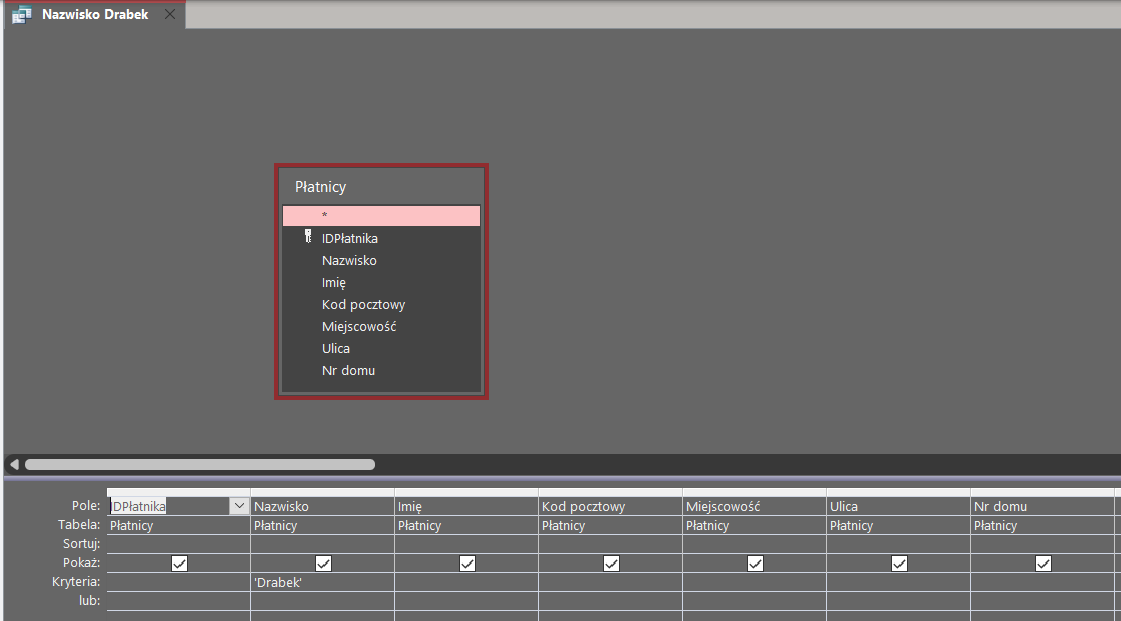 Nazwisko Drabek
Płatnicy
*
IDPłatnika
Nazwisko
Imię
Kod pocztowy
Miejscowość
Ulica
Nr domu
Pole: IDPłatnika Nazwisko Imię Kod pocztowy Miejscowość Ulica Nr domu
Tabela: Płatnicy Płatnicy Płatnicy Płatnicy Płatnicy Płatnicy Płatnicy
Sortuj:
Pokaż:
Kryteria: 'Drabek'
lub: